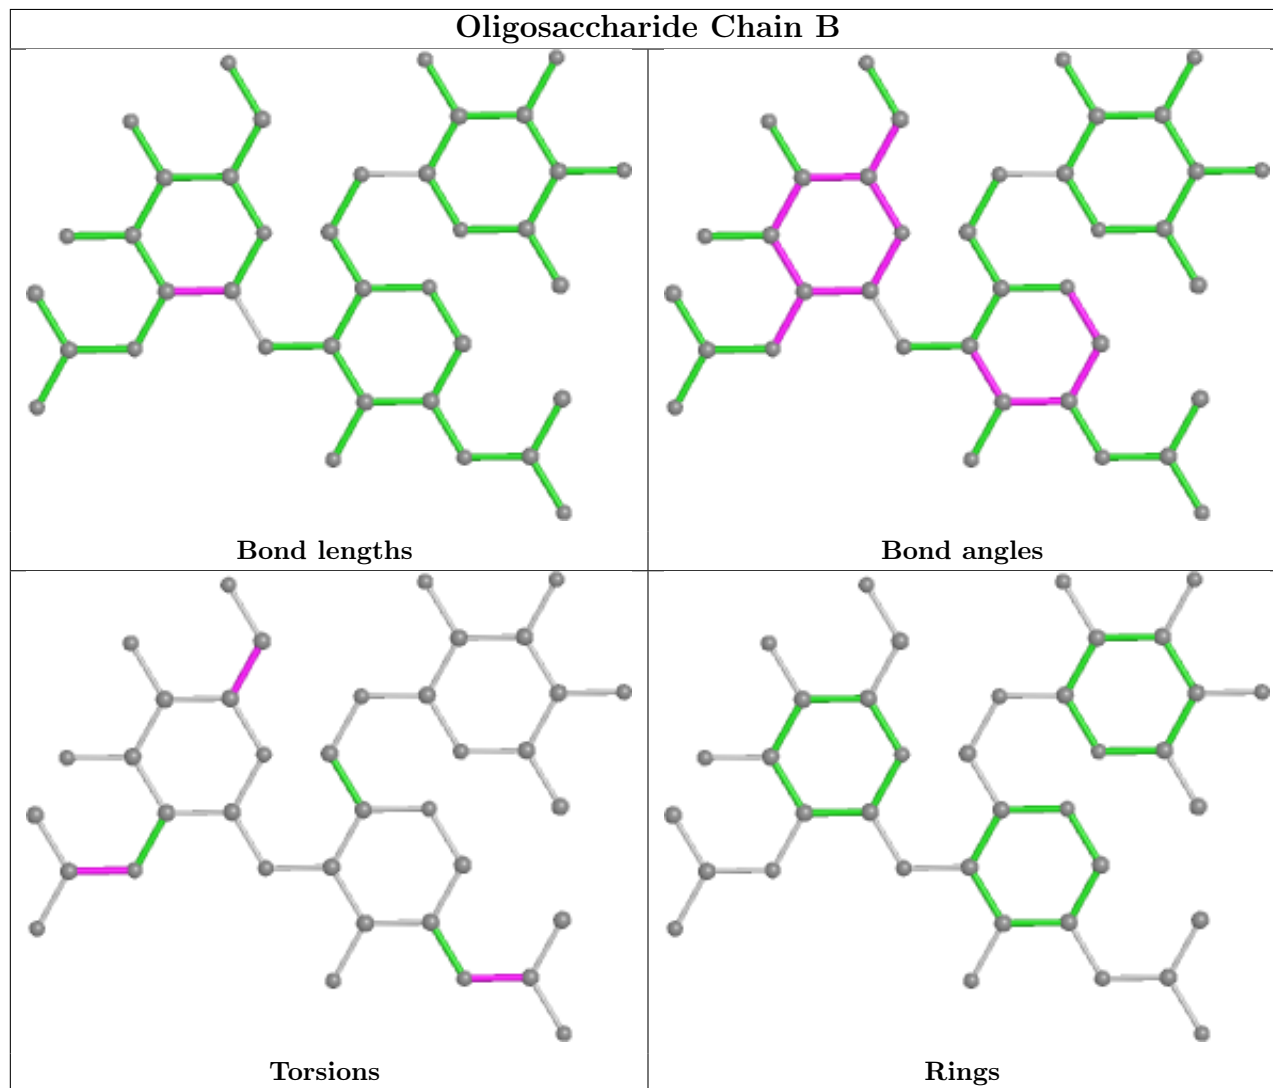 Oligosaccharide Chain B
Bond lengths
Bond angles
Torsions
Rings